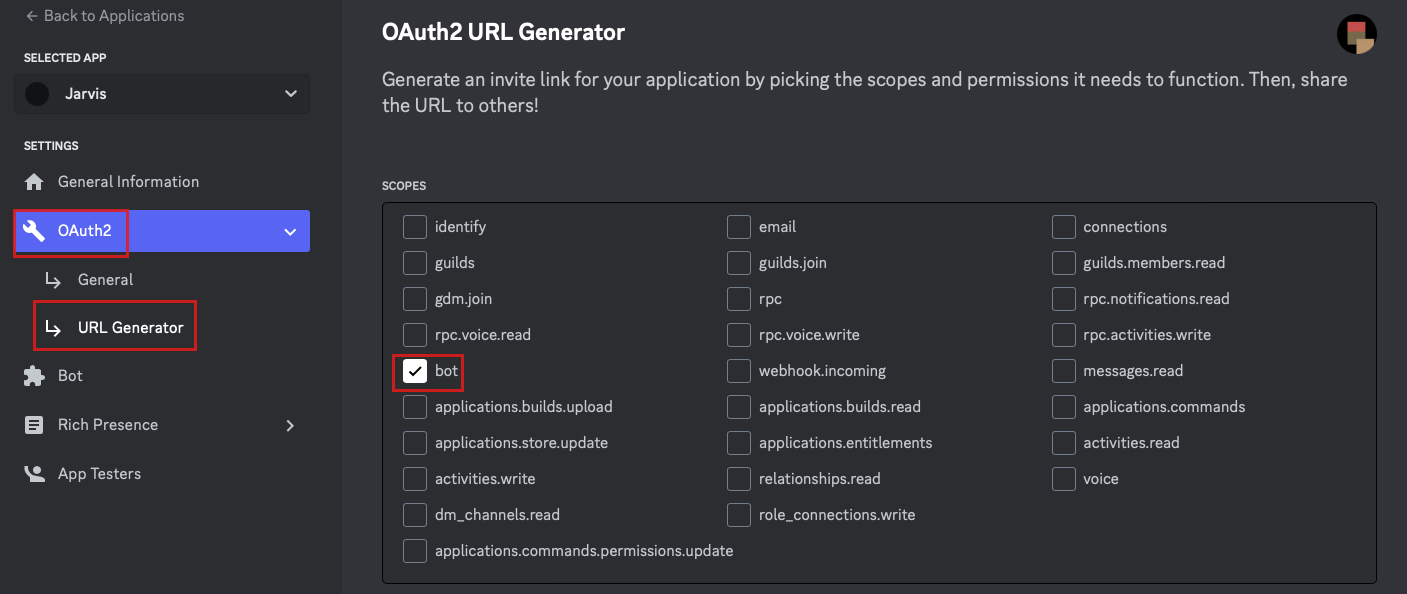 ← Back to Applications
SELECTED APP
Jarvis
SETTINGS
General Information
OAuth2
General
URL Generator
Bot
Rich Presence
App Testers
OAuth2 URL Generator
Generate an invite link for your application by picking the scopes and permissions it needs to function. Then, share
the URL to others!
SCOPES
identify email connections
guilds guilds.join guilds.members.read
gdm.join rpc rpc.notifications.read
rpc.voice.read rpc.voice.write rpc.activities.write
bot webhook.incoming messages.read
applications.builds.upload applications.builds.read applications.commands
applications.store.update applications.entitlements activities.read
activities.write relationships.read voice
dm_channels.read role_connections.write
applications.commands.permissions.update